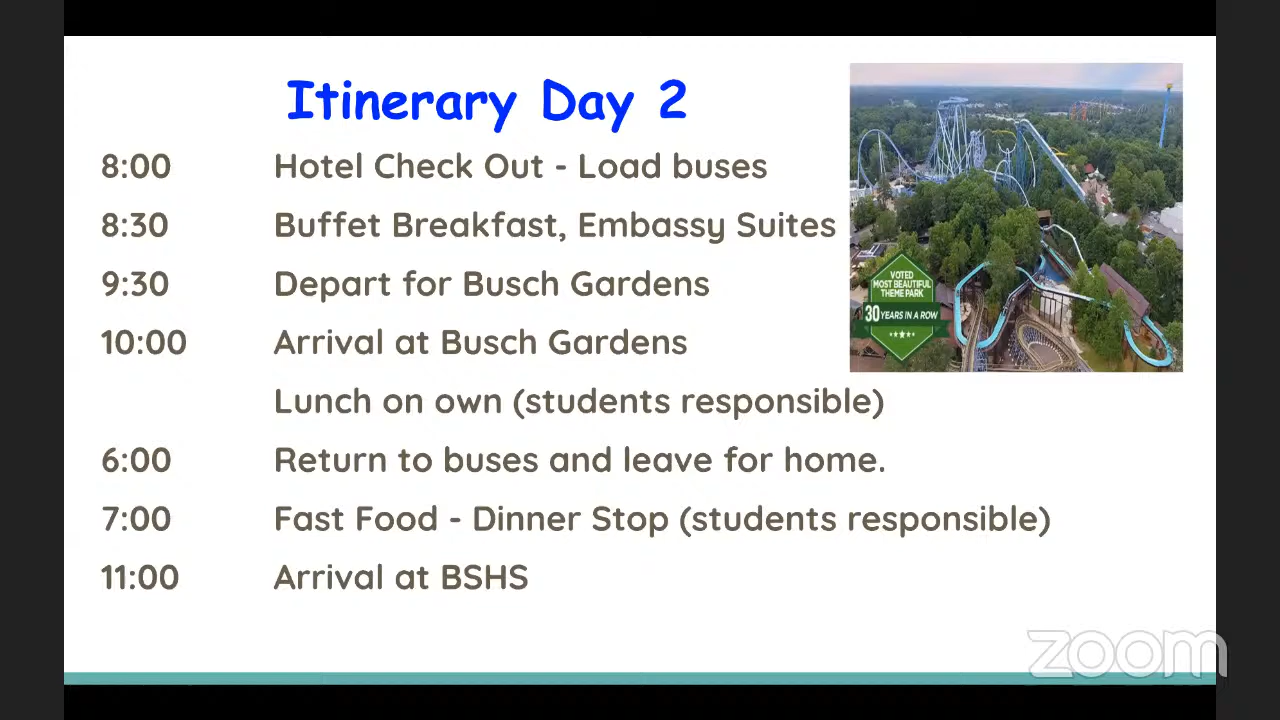 Itinerary Day 2
8:00 Hotel Check Out - Load buses
8:30 Buffet Breakfast, Embassy Suites
9:30 Depart for Busch Gardens
10:00 Arrival at Busch Gardens
Lunch on own (students responsible)
6:00 Return to buses and leave for home.
7:00 Fast Food - Dinner Stop (students responsible)
11:00 Arrival at BSHS
VOTED
MOST BEAUTIFUL
THEME PARK
30 YEARS IN A ROW
zoom